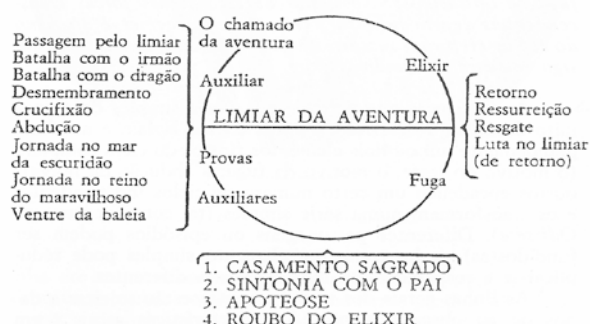 O chamado
da aventura
Passagem pelo limiar
Batalha com o irmão
Batalha com o dragão
Desmembramento
Crucifixão
Abdução
Jornada no mar
da escuridão
Jornada no reino
do maravilhoso
Ventre da baleia
Auxiliar
Elixir
LIMIAR DA AVENTURA
Retorno
Ressurreição
Resgate
Luta no limiar
(de retorno)
Provas
Auxiliares
Fuga
1. CASAMENTO SAGRADO
2. SINTONIA COM O PAI
3. APOTEOSE
4. ROUBO DO ELIXIR